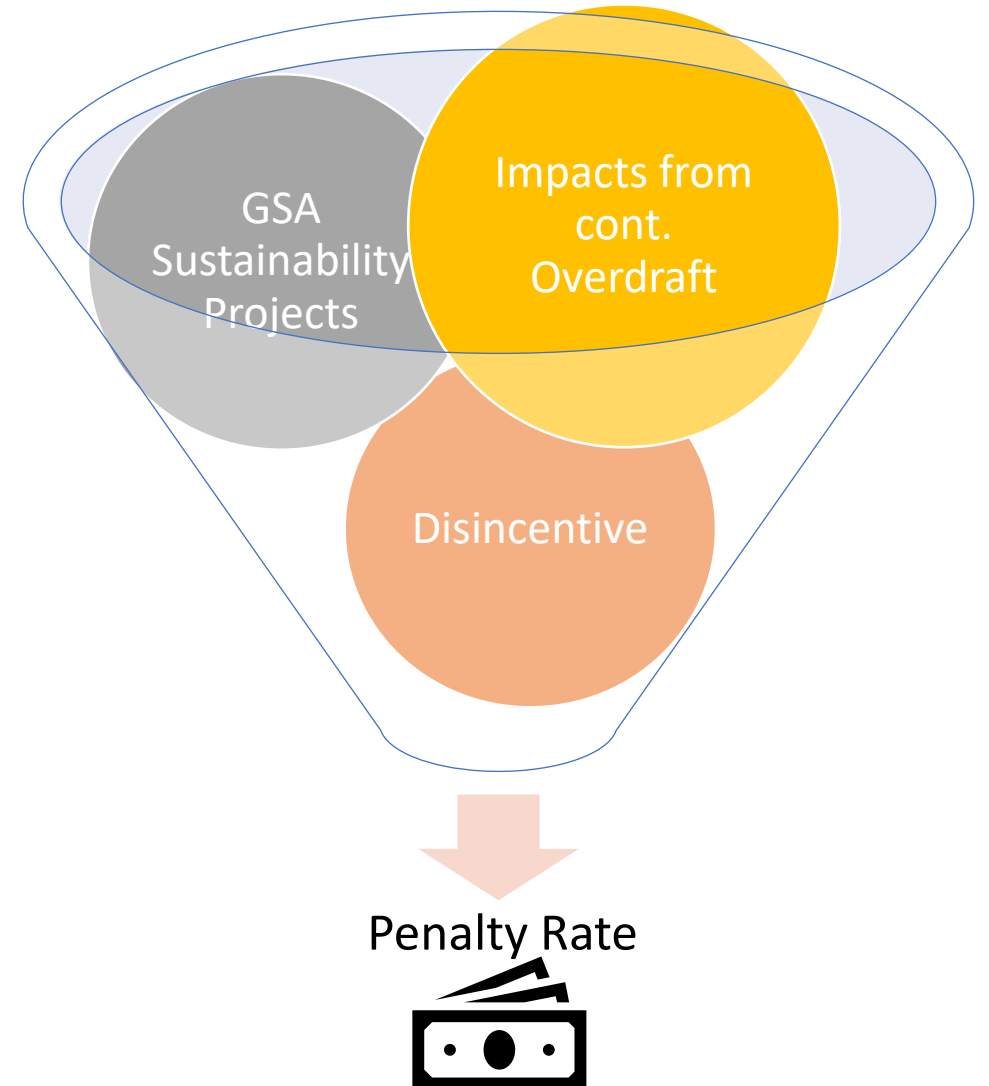 GSA
Sustainability
Projects
Impacts from
cont.
Overdraft
Disincentive
Penalty Rate